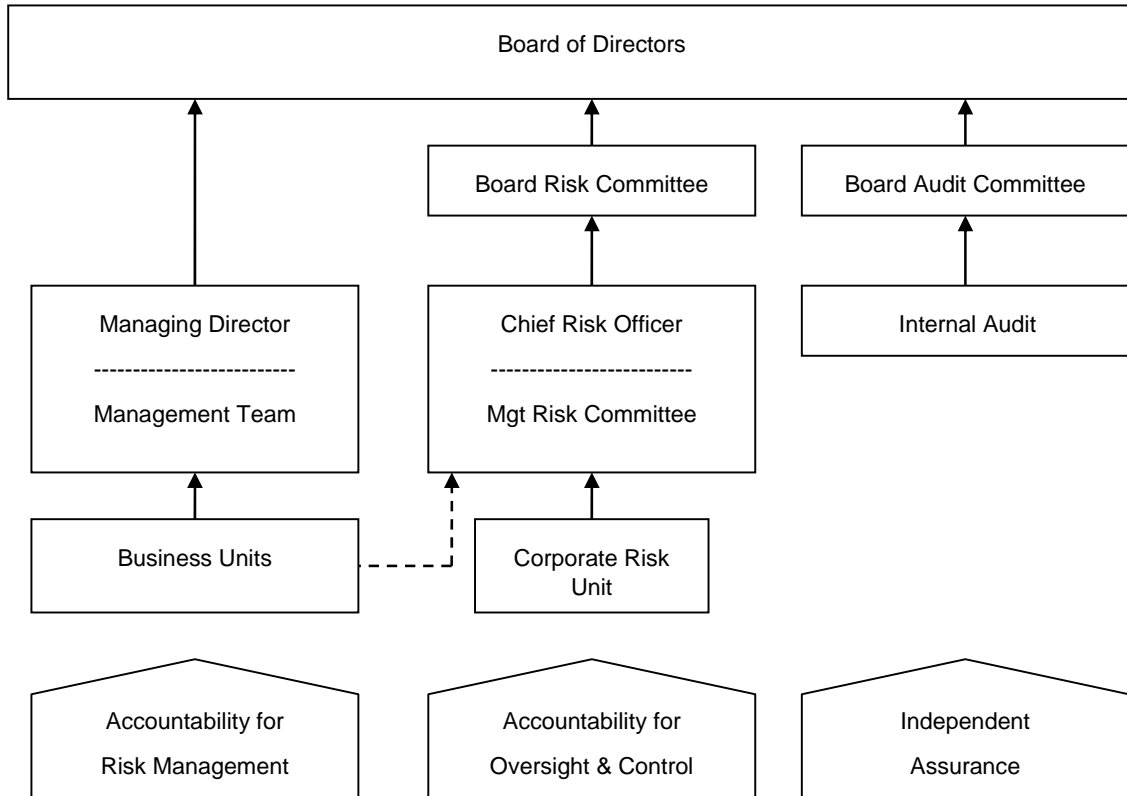 Board of Directors
Board Risk Committee
Board Audit Committee
Managing Director
--------------------------
Management Team
Chief Risk Officer
--------------------------
Mgt Risk Committee
Internal Audit
Business Units
Corporate Risk
Unit
Accountability for
Risk Management
Accountability for
Oversight & Control
Independent
Assurance